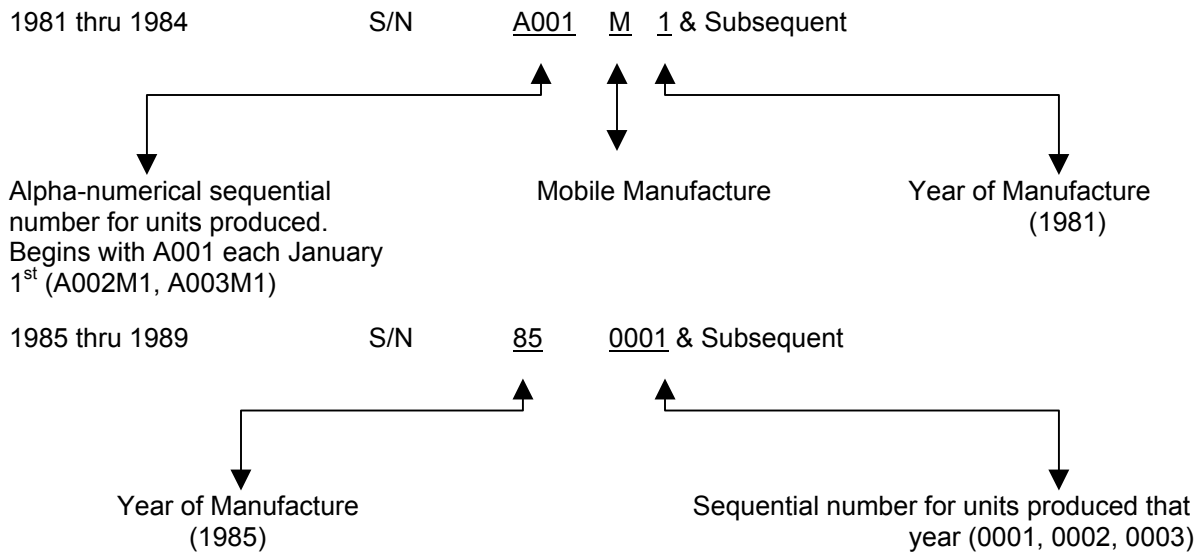 1981 thru 1984 S/N A001 M 1 & Subsequent
Alpha-numerical sequential
number for units produced.
Begins with A001 each January
1st (A002M1, A003M1)
Mobile Manufacture
Year of Manufacture
(1981)
1985 thru 1989 S/N 85 0001 & Subsequent
Year of Manufacture
(1985)
Sequential number for units produced that
year (0001, 0002, 0003)